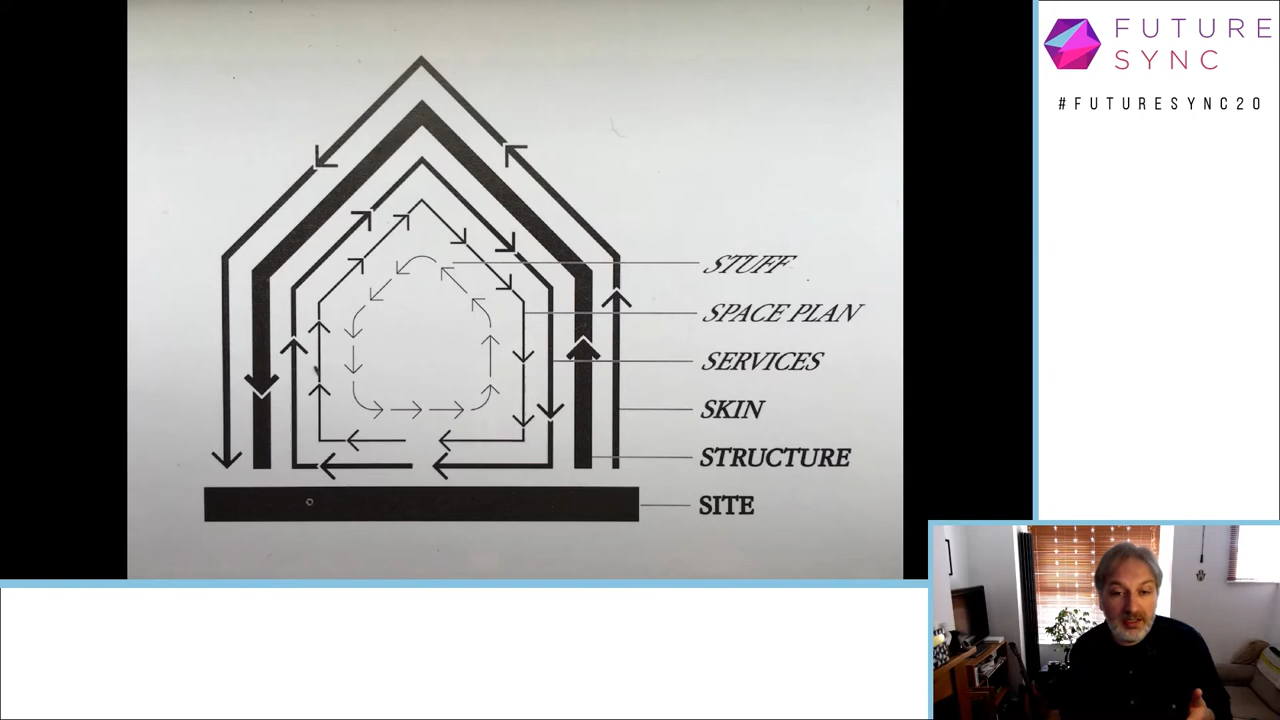 STUFF
SPACE PLAN
SERVICES
SKIN
STRUCTURE
SITE
FUTURE
SYNC
#FUTURESYNC20